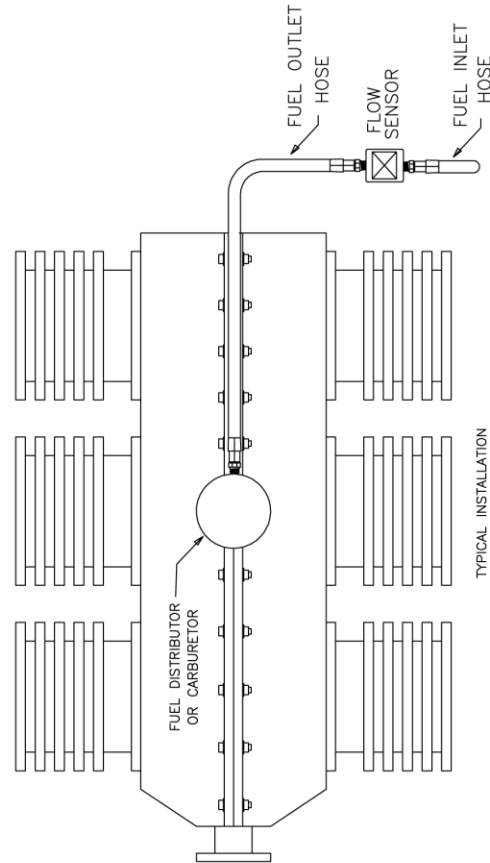 FUEL DISTRIBUTOR
OR CARBURETOR
FUEL OUTLET
HOSE
FLOW
SENSOR
FUEL INLET
HOSE
TYPICAL INSTALLATION